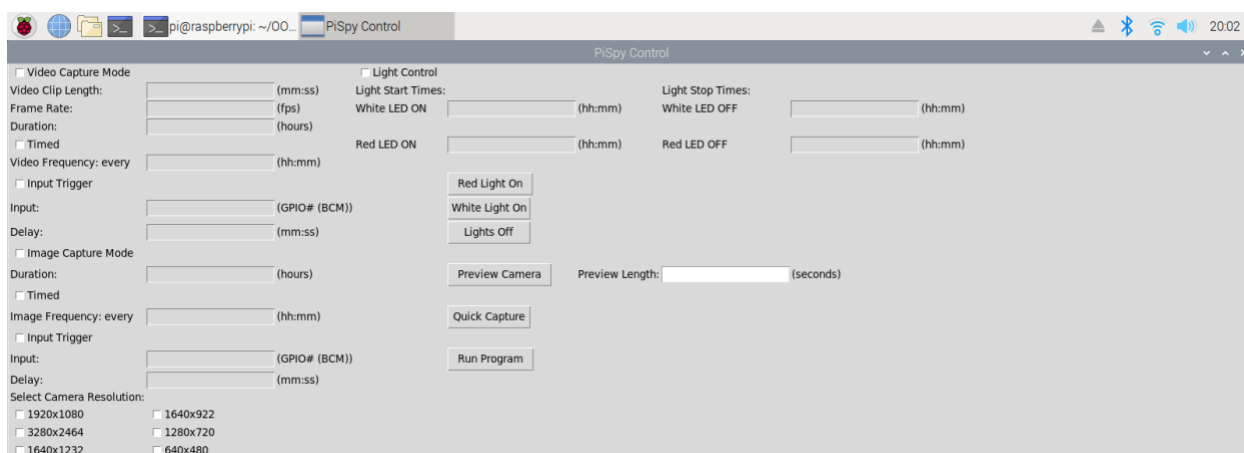 pi@raspberrypi: ~/OO... PiSpy Control 20:02
PiSpy Control
Video Capture Mode Light Control
Video Clip Length: (mm:ss) Light Start Times: Light Stop Times:
Frame Rate: (fps) White LED ON (hh:mm) White LED OFF (hh:mm)
Duration: (hours)
Timed Red LED ON (hh:mm) Red LED OFF (hh:mm)
Video Frequency: every (hh:mm)
Input Trigger Red Light On
Input: (GPIO# (BCM)) White Light On
Delay: (mm:ss) Lights Off
Image Capture Mode
Duration: (hours) Preview Camera Preview Length: (seconds)
Timed
Image Frequency: every (hh:mm) Quick Capture
Input Trigger
Input: (GPIO# (BCM)) Run Program
Delay: (mm:ss)
Select Camera Resolution:
1920x1080 1640x922
3280x2464 1280x720
1640x1232 640x480